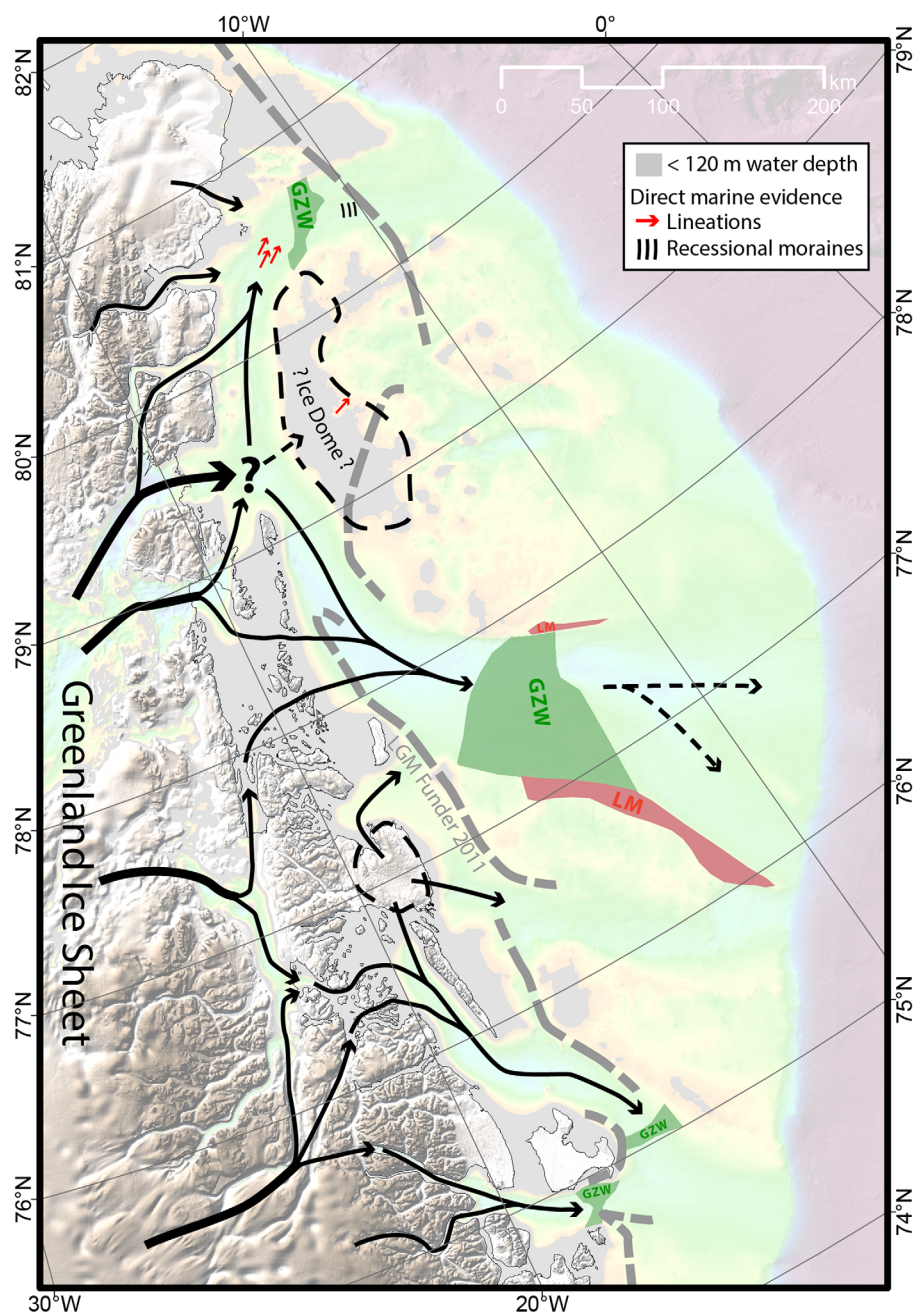 10°W
0°
82°N
79°N
km
0
50
100
200
< 120 m water depth
Direct marine evidence
Lineations
Recessional moraines
GZW
81°N
78°N
? Ice Dome ?
80°N
?
77°N
79°N
LM
GZW
Greenland Ice Sheet
GM Funder 2011
LM
76°N
78°N
75°N
77°N
GZW
GZW
76°N
74°N
30°W
20°W